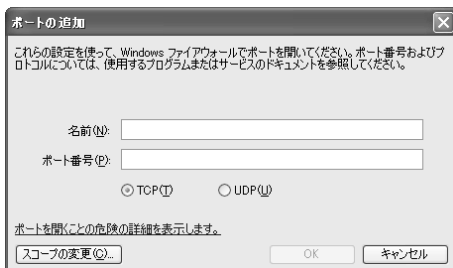 ポートの追加
これらの設定を使って、Windows ファイアウォールでポートを開いてください。ポート番号およびプ
ロトコルについては、使用するプログラムまたはサービスのドキュメントを参照してください。
名前(N):
ポート番号(P):
TCP(T) UDP(U)
ポートを開くことの危険の詳細を表示します。
スコープの変更(C)... OK キャンセル